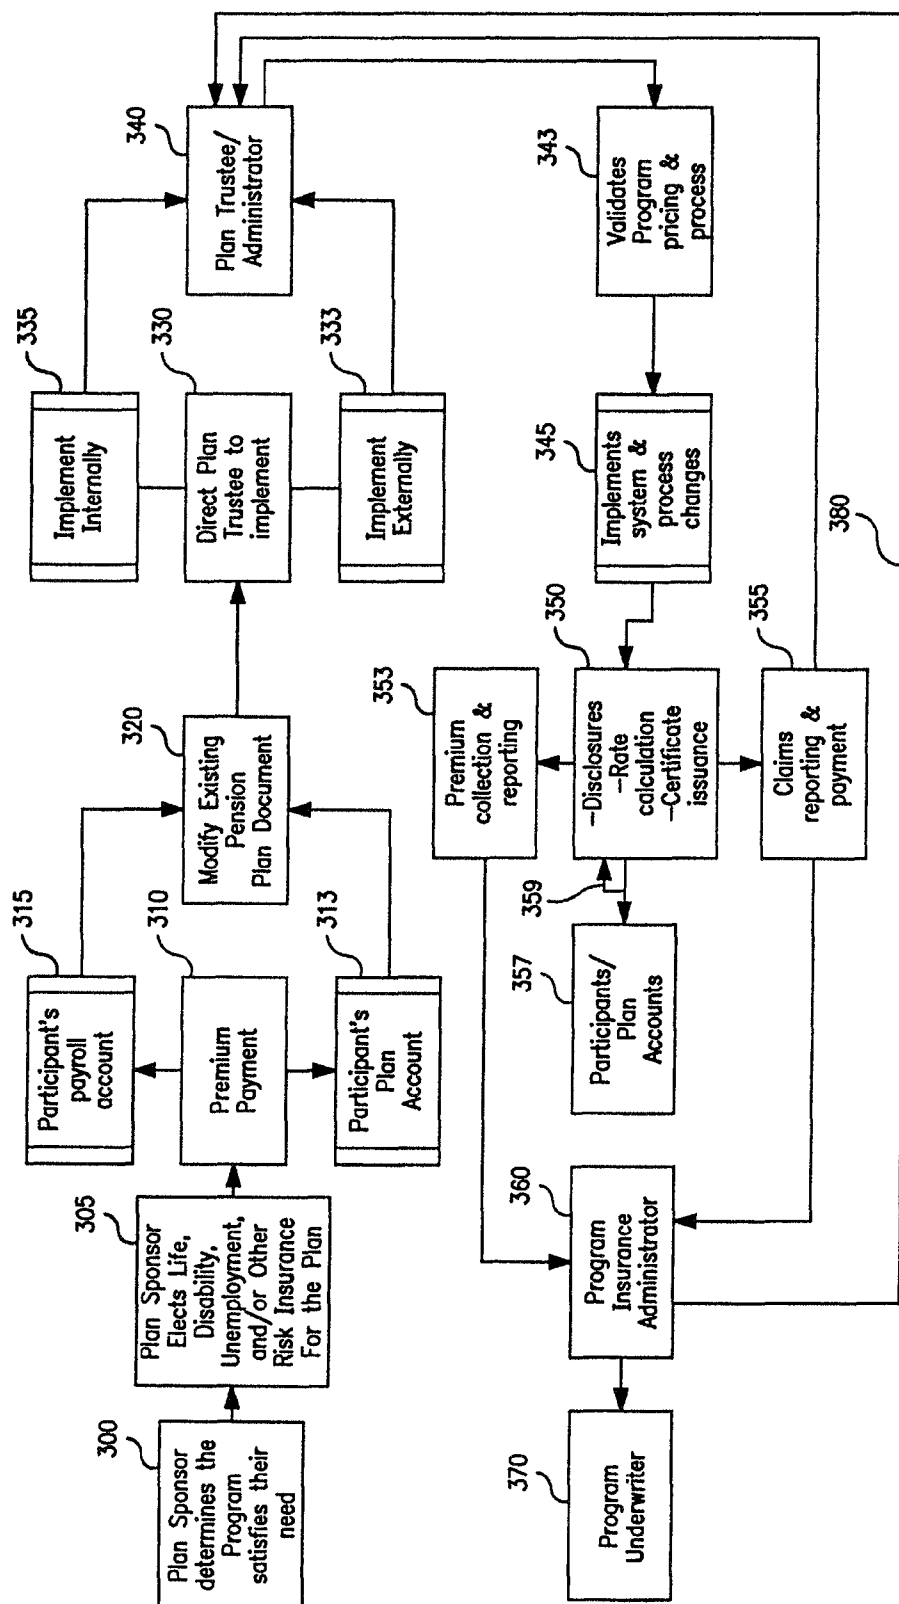 300
Plan Sponsor
determines the
Program
satisfies their
need
305
Plan Sponsor
Elects Life,
Disability,
Unemployment,
and/or Other
Risk Insurance
For the Plan
315
Participant's
payroll
account
310
Premium
Payment
313
Participant's
Plan
Account
320
Modify Existing
Pension
Plan Document
335
Implement
Internally
330
Direct Plan
Trustee to
implement
333
Implement
Externally
340
Plan Trustee/
Administrator
343
Validates
Program
pricing &
process
345
Implements
system &
process
changes
353
Premium
collection &
reporting
350
–Disclosures
–Rate
calculation
–Certificate
issuance
355
Claims
reporting &
payment
359
357
Participants/
Plan
Accounts
360
Program
Insurance
Administrator
370
Program
Underwriter
380